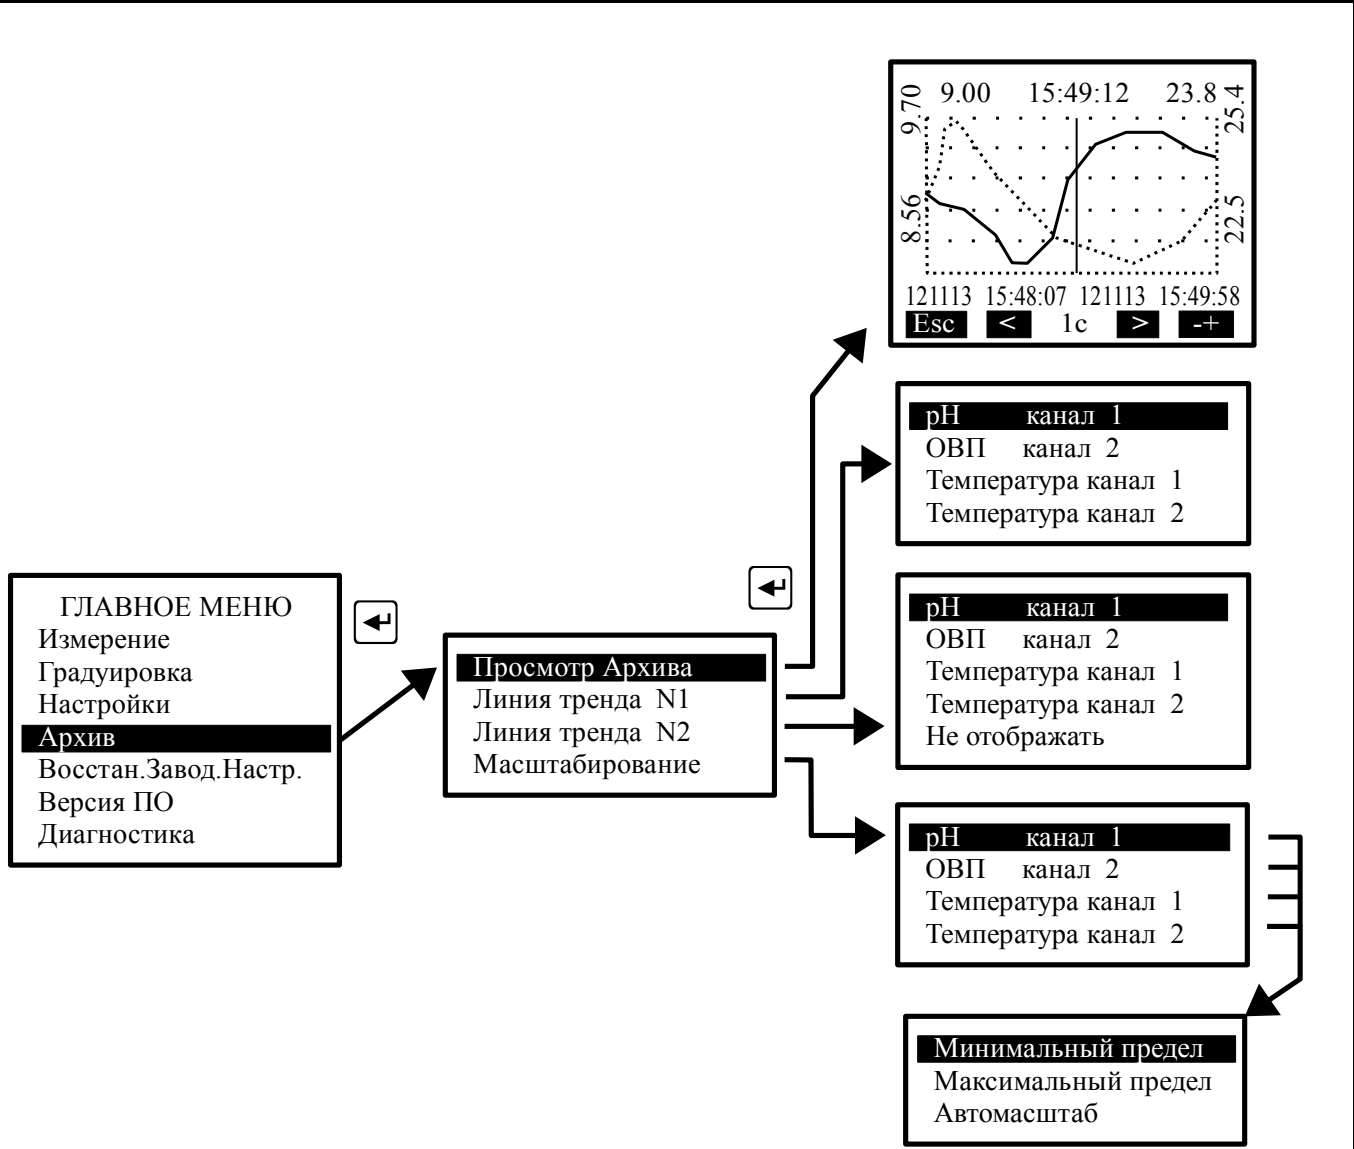 9.70
9.00 15:49:12 23.8
25.4
8.56
22.5
121113 15:48:07 121113 15:49:58
Esc < 1с > -+
pH канал 1
ОВП канал 2
Температура канал 1
Температура канал 2
ГЛАВНОЕ МЕНЮ
Измерение
Градуировка
Настройки
Архив
Восстан.Завод.Настр.
Версия ПО
Диагностика
Просмотр Архива
Линия тренда N1
Линия тренда N2
Масштабирование
pH канал 1
ОВП канал 2
Температура канал 1
Температура канал 2
Не отображать
pH канал 1
ОВП канал 2
Температура канал 1
Температура канал 2
Минимальный предел
Максимальный предел
Автомасштаб